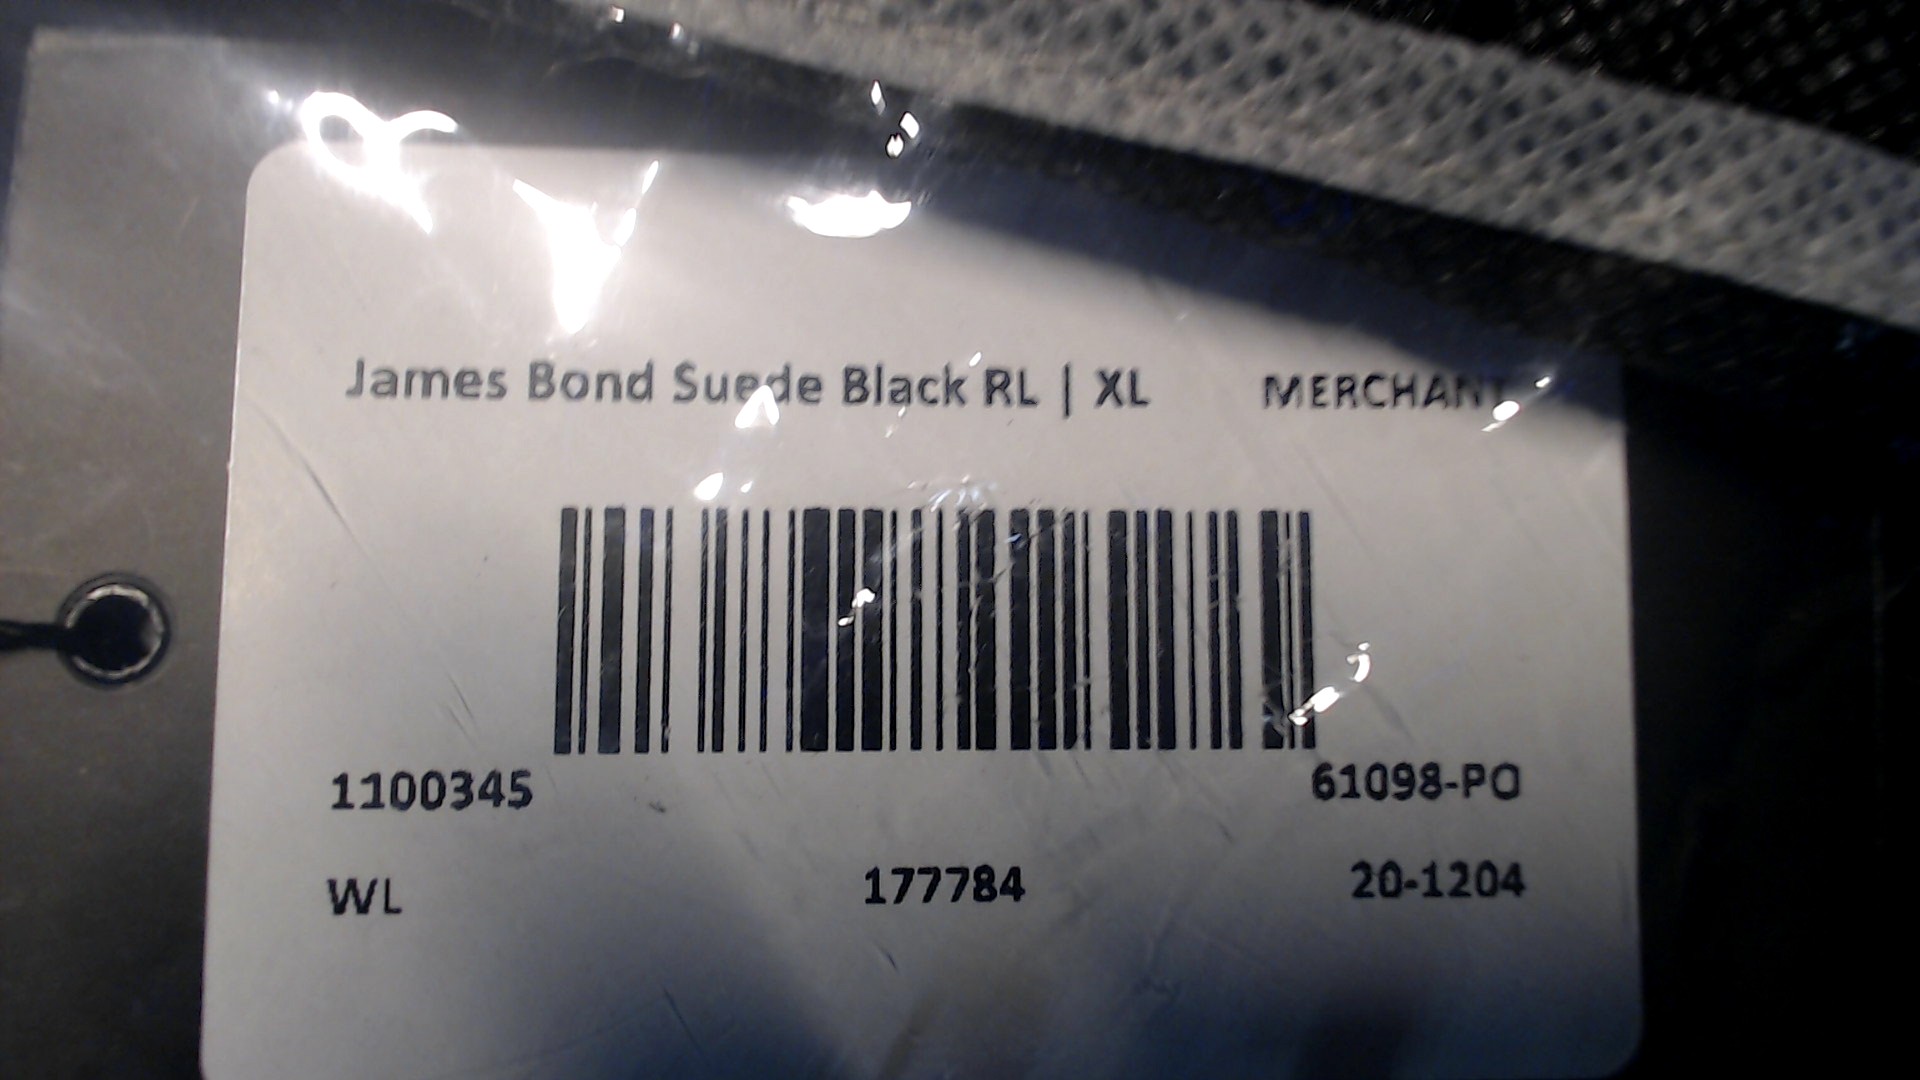 James Bond Suede Black RL | XL MERCHANT
1100345 61098-PO
WL 177784 20-1204